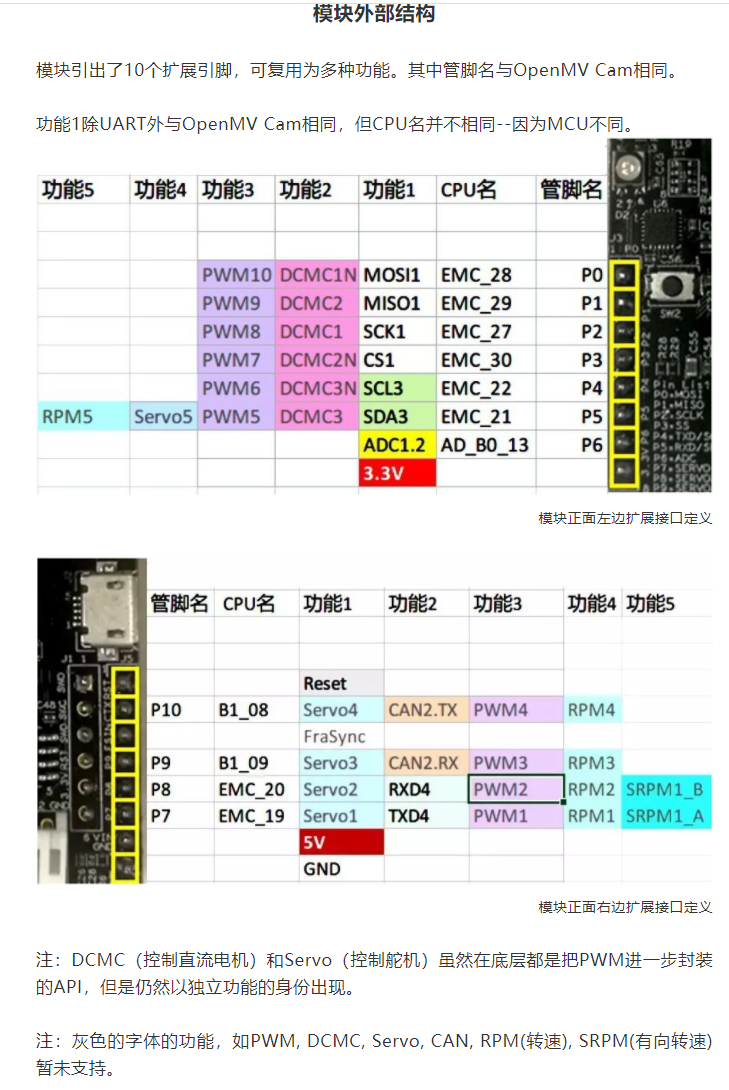 模块外部结构
模块引出了10个扩展引脚，可复用为多种功能。其中管脚名与OpenMV Cam相同。
功能1除UART外与OpenMV Cam相同，但CPU名并不相同--因为MCU不同。
功能5 功能4 功能3 功能2 功能1 CPU名 管脚名
PWM10 DCMC1N MOSI1 EMC_28 P0
PWM9 DCMC2 MISO1 EMC_29 P1
PWM8 DCMC1 SCK1 EMC_27 P2
PWM7 DCMC2N CS1 EMC_30 P3
PWM6 DCMC3N SCL3 EMC_22 P4
RPM5 Servo5 PWM5 DCMC3 SDA3 EMC_21 P5
ADC1.2 AD_B0_13 P6
3.3V
R19
D2
J3
SW2
模块正面左边扩展接口定义
管脚名 CPU名 功能1 功能2 功能3 功能4 功能5
Reset
P10 B1_08 Servo4 CAN2.TX PWM4 RPM4
FraSync
P9 B1_09 Servo3 CAN2.RX PWM3 RPM3
P8 EMC_20 Servo2 RXD4 PWM2 RPM2 SRPM1_B
P7 EMC_19 Servo1 TXD4 PWM1 RPM1 SRPM1_A
5V
GND
J1
模块正面右边扩展接口定义
注：DCMC（控制直流电机）和Servo（控制舵机）虽然在底层都是把PWM进一步封装
的API，但是仍然以独立功能的身份出现。
注：灰色的字体的功能，如PWM, DCMC, Servo, CAN, RPM(转速), SRPM(有向转速)
暂未支持。